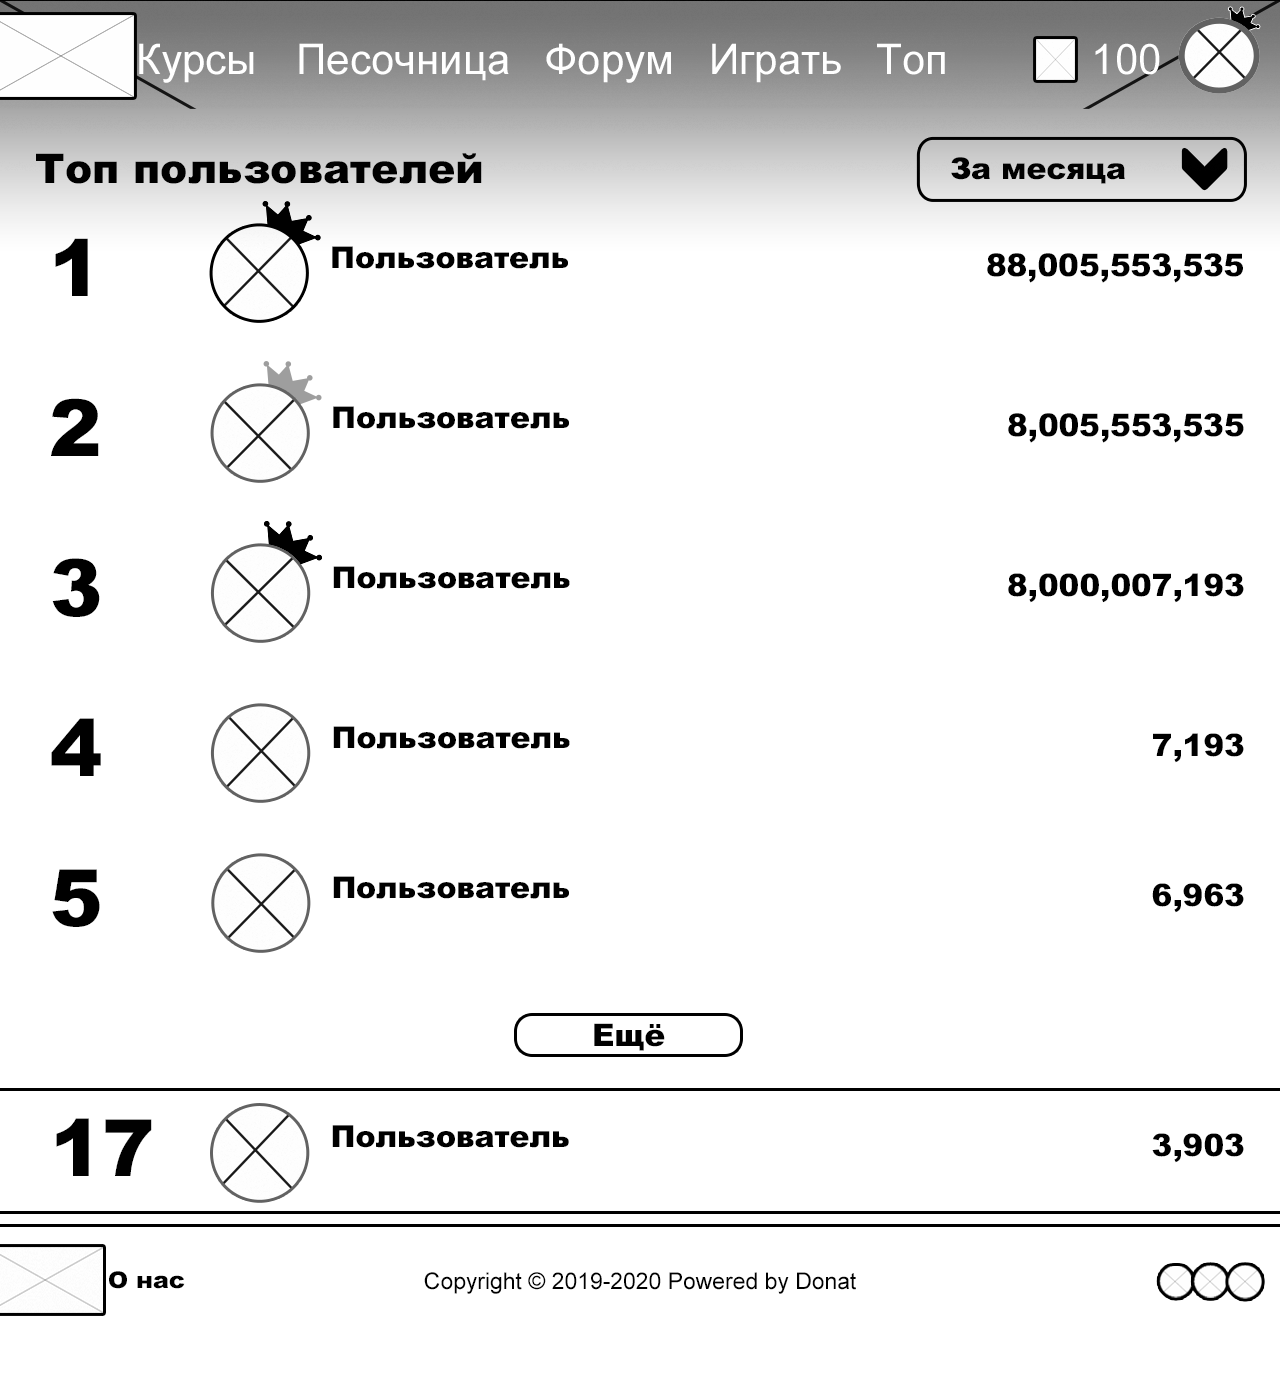 Курсы Песочница Форум Играть Топ 100
Топ пользователей За месяца
1 Пользователь 88,005,553,535
2 Пользователь 8,005,553,535
3 Пользователь 8,000,007,193
4 Пользователь 7,193
5 Пользователь 6,963
Ещё
17 Пользователь 3,903
О нас Copyright © 2019-2020 Powered by Donat